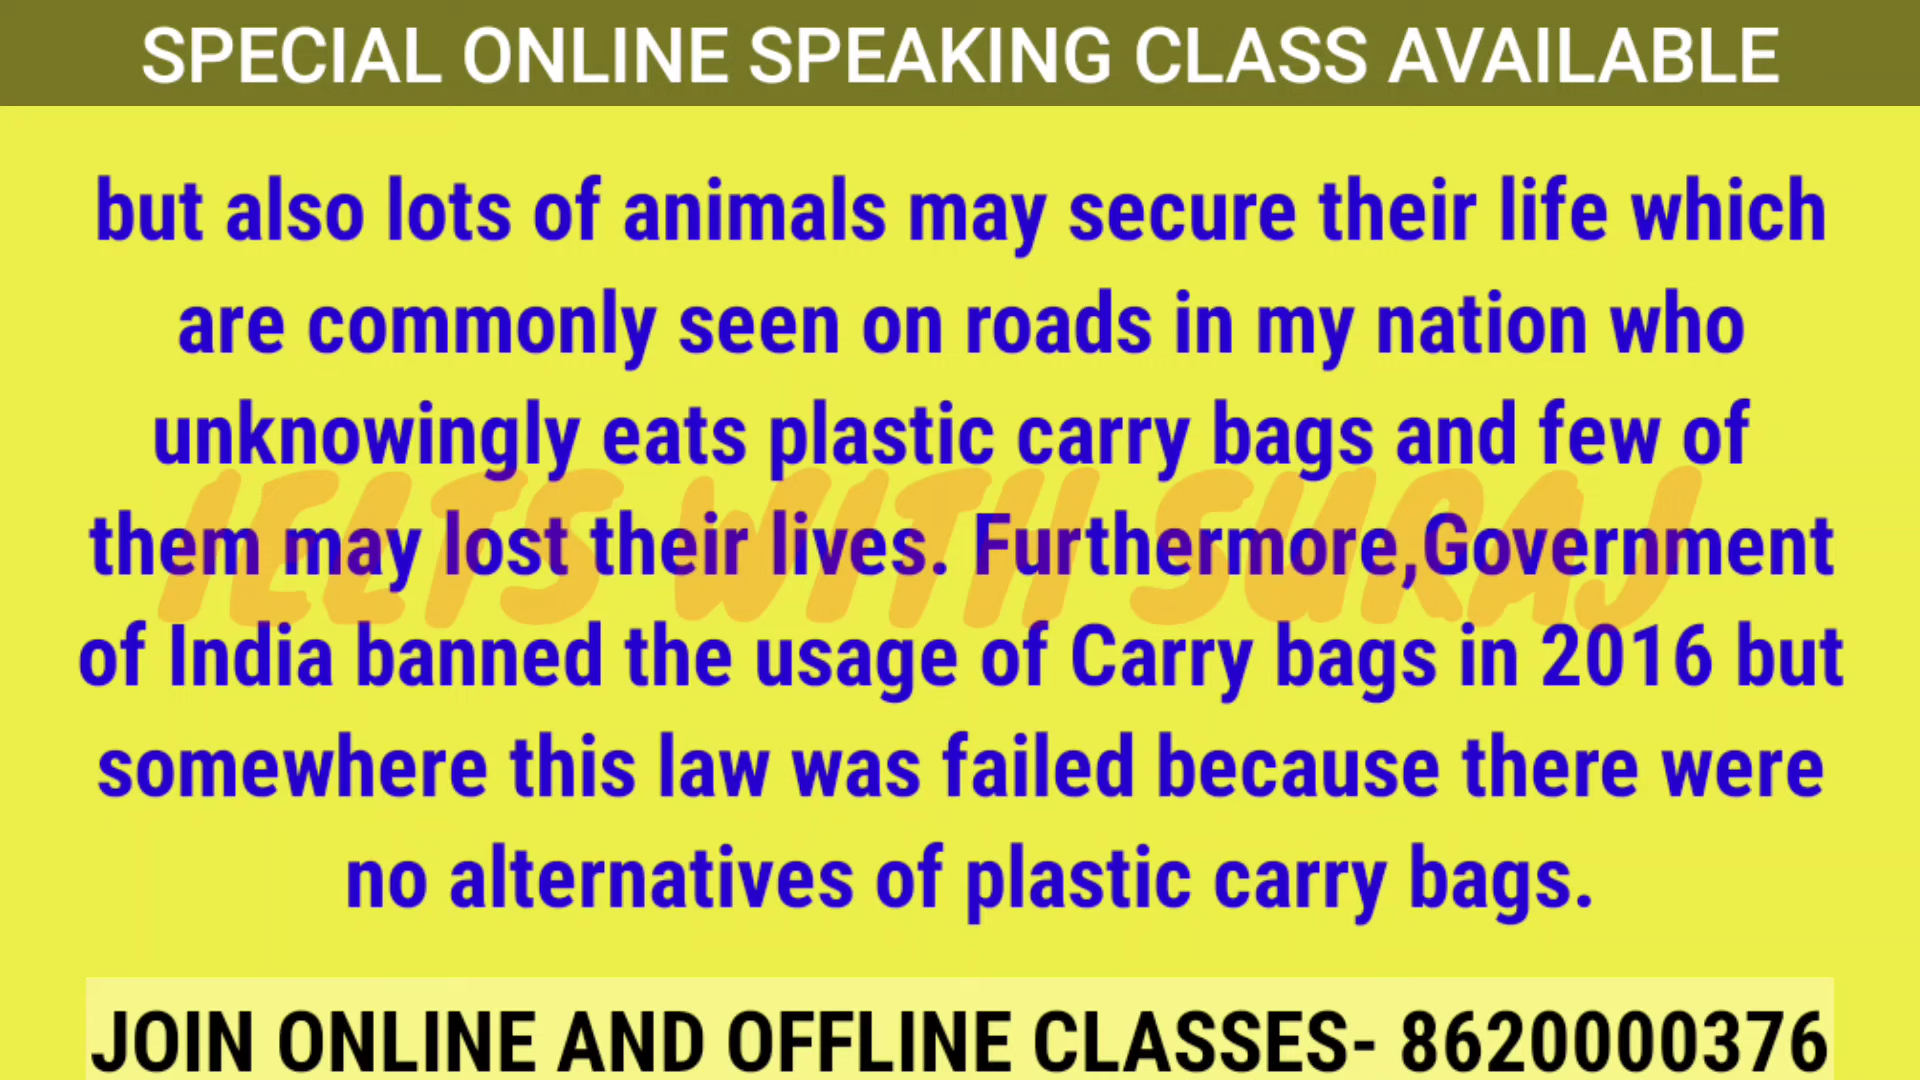 SPECIAL ONLINE SPEAKING CLASS AVAILABLE
but also lots of animals may secure their life which
are commonly seen on roads in my nation who
unknowingly eats plastic carry bags and few of
IELTS WITH SURAJ
them may lost their lives. Furthermore,Government
of India banned the usage of Carry bags in 2016 but
somewhere this law was failed because there were
no alternatives of plastic carry bags.
JOIN ONLINE AND OFFLINE CLASSES- 8620000376